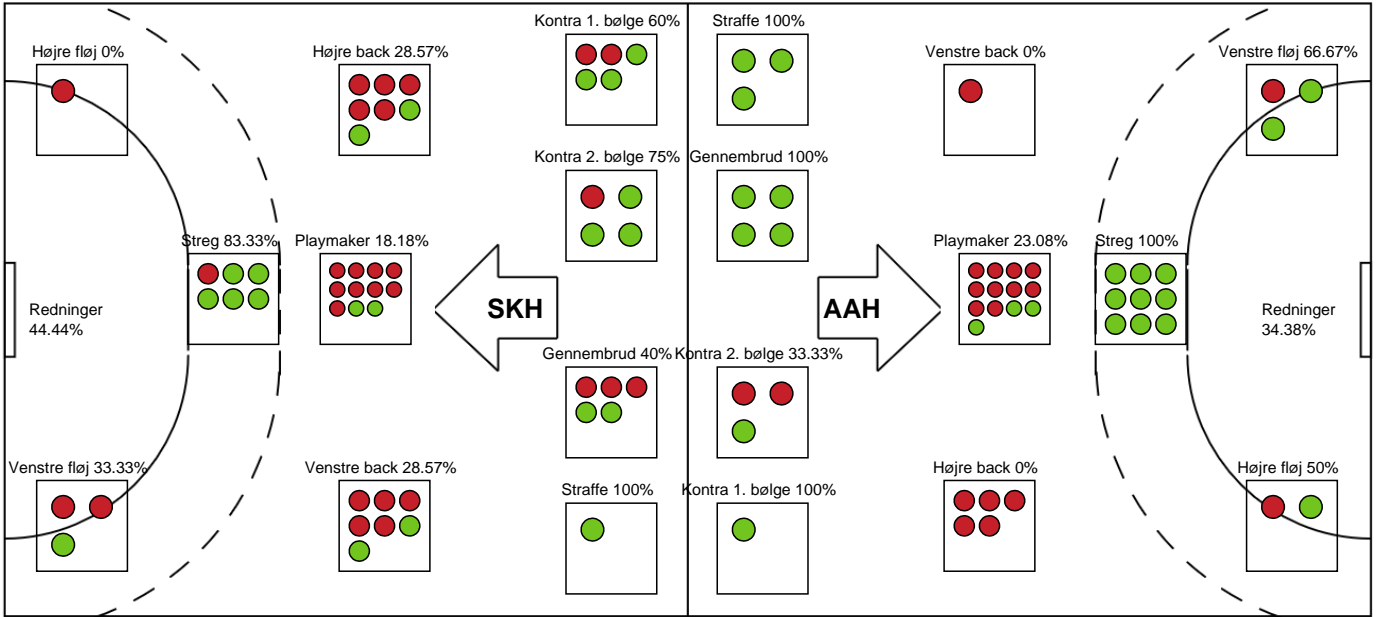 Kontra 1. bølge 60%
Straffe 100%
Højre fløj 0%
Højre back 28.57%
Venstre back 0%
Venstre fløj 66.67%
Kontra 2. bølge 75%
Gennembrud 100%
Streg 83.33%
Playmaker 18.18%
Playmaker 23.08%
Streg 100%
Redninger
44.44%
SKH
AAH
Redninger
34.38%
Gennembrud 40%
Kontra 2. bølge 33.33%
Venstre fløj 33.33%
Venstre back 28.57%
Straffe 100%
Kontra 1. bølge 100%
Højre back 0%
Højre fløj 50%